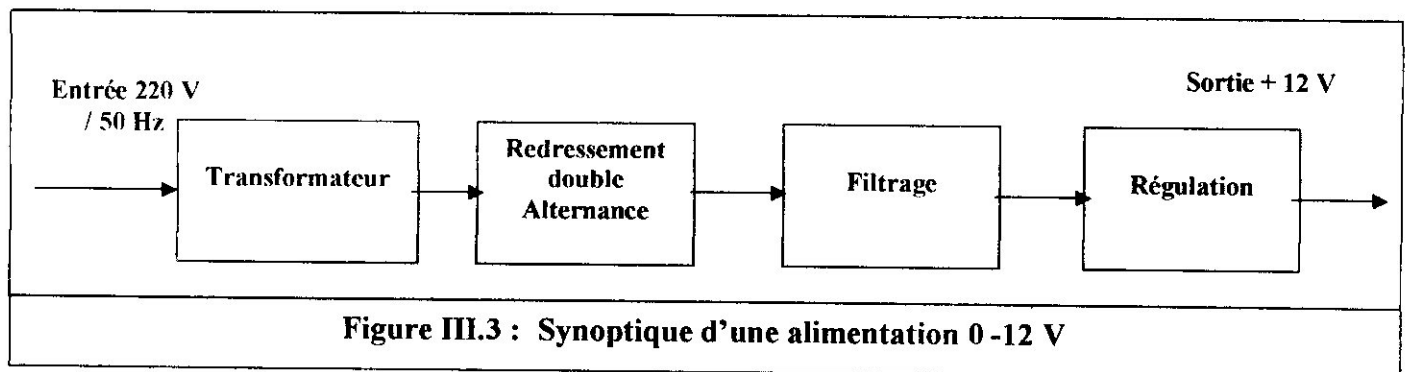 Entrée 220 V
/ 50 Hz
Sortie + 12 V
Transformateur
Redressement
double
Alternance
Filtrage
Régulation
Figure III.3 : Synoptique d'une alimentation 0 -12 V